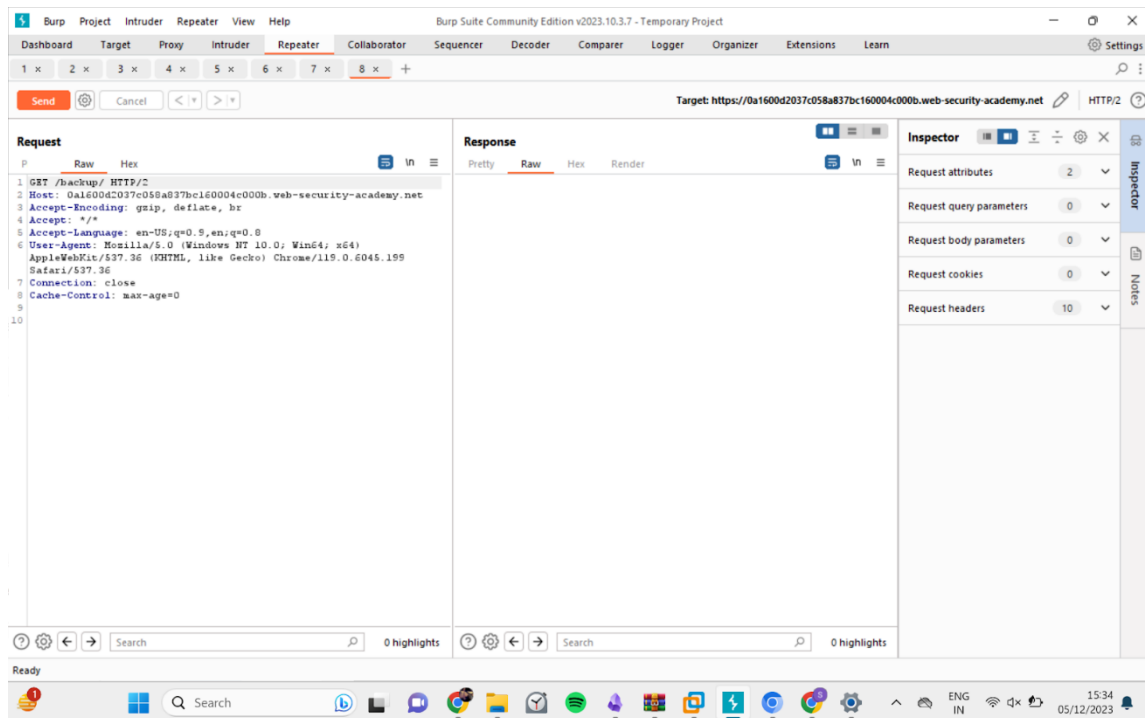 Burp Project Intruder Repeater View Help Burp Suite Community Edition v2023.10.3.7 - Temporary Project
Dashboard Target Proxy Intruder Repeater Collaborator Sequencer Decoder Comparer Logger Organizer Extensions Learn Settings
1 × 2 × 3 × 4 × 5 × 6 × 7 × 8 × +
Send Cancel < > Target: https://0a1600d2037c058a837bc160004c000b.web-security-academy.net HTTP/2
Request
P Raw Hex \n
1 GET /backup/ HTTP/2
2 Host: 0a1600d2037c058a837bc160004c000b.web-security-academy.net
3 Accept-Encoding: gzip, deflate, br
4 Accept: */*
5 Accept-Language: en-US;q=0.9,en;q=0.8
6 User-Agent: Mozilla/5.0 (Windows NT 10.0; Win64; x64)
AppleWebKit/537.36 (KHTML, like Gecko) Chrome/119.0.6045.199
Safari/537.36
7 Connection: close
8 Cache-Control: max-age=0
9
10
Search 0 highlights
Response
Pretty Raw Hex Render \n
Search 0 highlights
Inspector
Request attributes 2
Request query parameters 0
Request body parameters 0
Request cookies 0
Request headers 10
Inspector
Notes
Ready
1 Search ENG
IN
15:34
05/12/2023